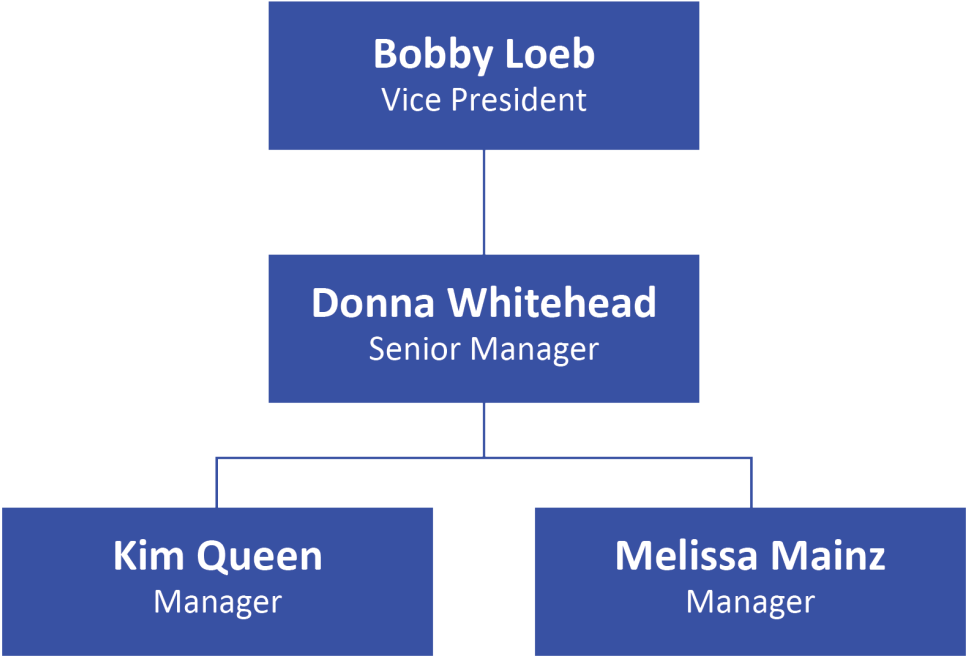 Bobby Loeb
Vice President
Donna Whitehead
Senior Manager
Kim Queen
Manager
Melissa Mainz
Manager